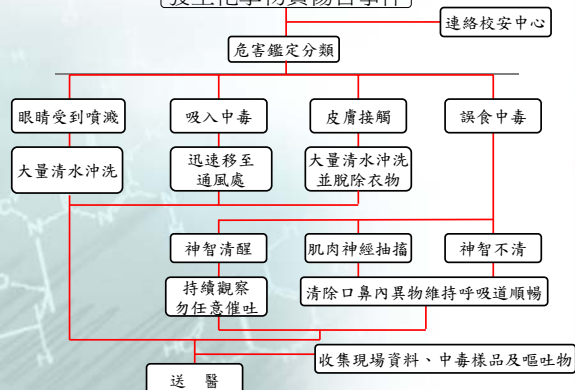 發生化學物質傷害事件
連絡校安中心
危害鑑定分類
眼睛受到噴濺
吸入中毒
皮膚接觸
誤食中毒
大量清水沖洗
迅速移至
通風處
大量清水沖洗
並脫除衣物
神智清醒
肌肉神經抽搐
神智不清
持續觀察
勿任意催吐
清除口鼻內異物維持呼吸道順暢
收集現場資料、中毒樣品及嘔吐物
送 醫